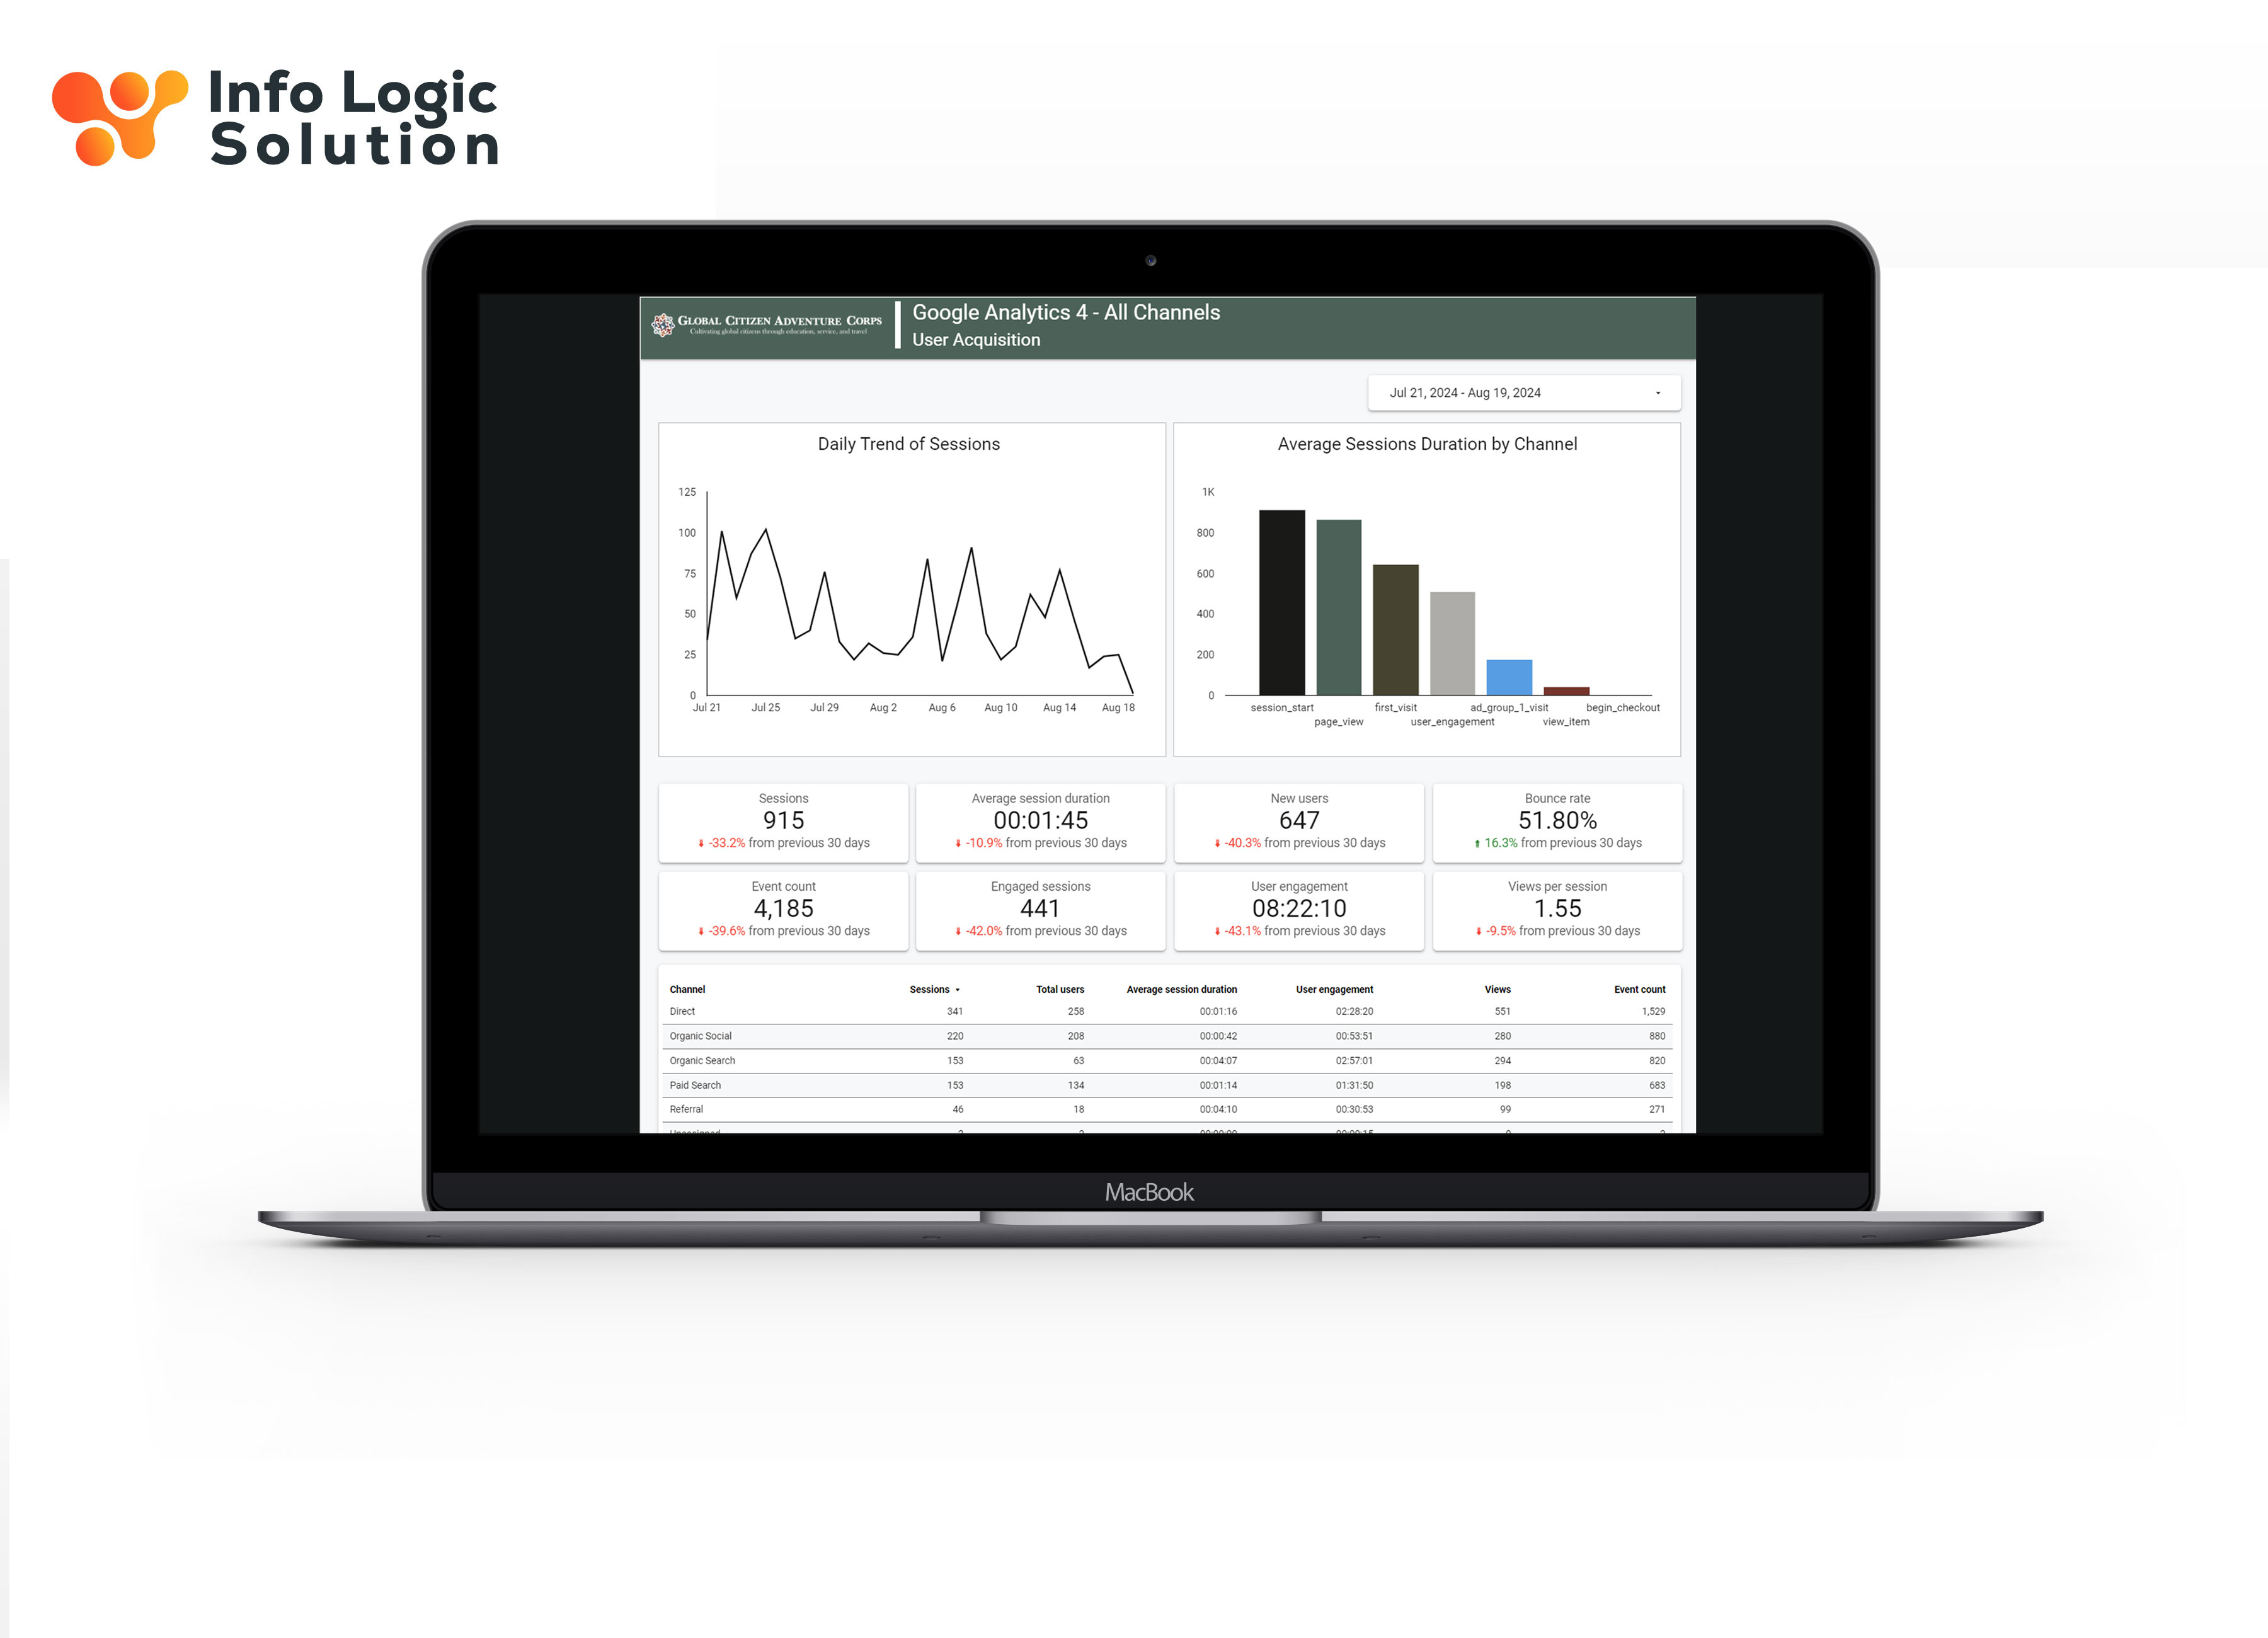 Info Logic
Solution
GLOBAL CITIZEN ADVENTURE CORPS
Cultivating global citizens through education, service, and travel
Google Analytics 4 - All Channels
User Acquisition
Jul 21, 2024 - Aug 19, 2024
Daily Trend of Sessions
125
100
75
50
25
0
Jul 21 Jul 25 Jul 29 Aug 2 Aug 6 Aug 10 Aug 14 Aug 18
Average Sessions Duration by Channel
1K
800
600
400
200
0
session_start first_visit ad_group_1_visit begin_checkout
page_view user_engagement view_item
Sessions
915
-33.2% from previous 30 days
Average session duration
00:01:45
-10.9% from previous 30 days
New users
647
-40.3% from previous 30 days
Bounce rate
51.80%
16.3% from previous 30 days
Event count
4,185
-39.6% from previous 30 days
Engaged sessions
441
-42.0% from previous 30 days
User engagement
08:22:10
-43.1% from previous 30 days
Views per session
1.55
-9.5% from previous 30 days
Channel Sessions Total users Average session duration User engagement Views Event count
Direct 341 258 00:01:16 02:28:20 551 1,529
Organic Social 220 208 00:00:42 00:53:51 280 880
Organic Search 153 63 00:04:07 02:57:01 294 820
Paid Search 153 134 00:01:14 01:31:50 198 683
Referral 46 18 00:04:10 00:30:53 99 271
MacBook